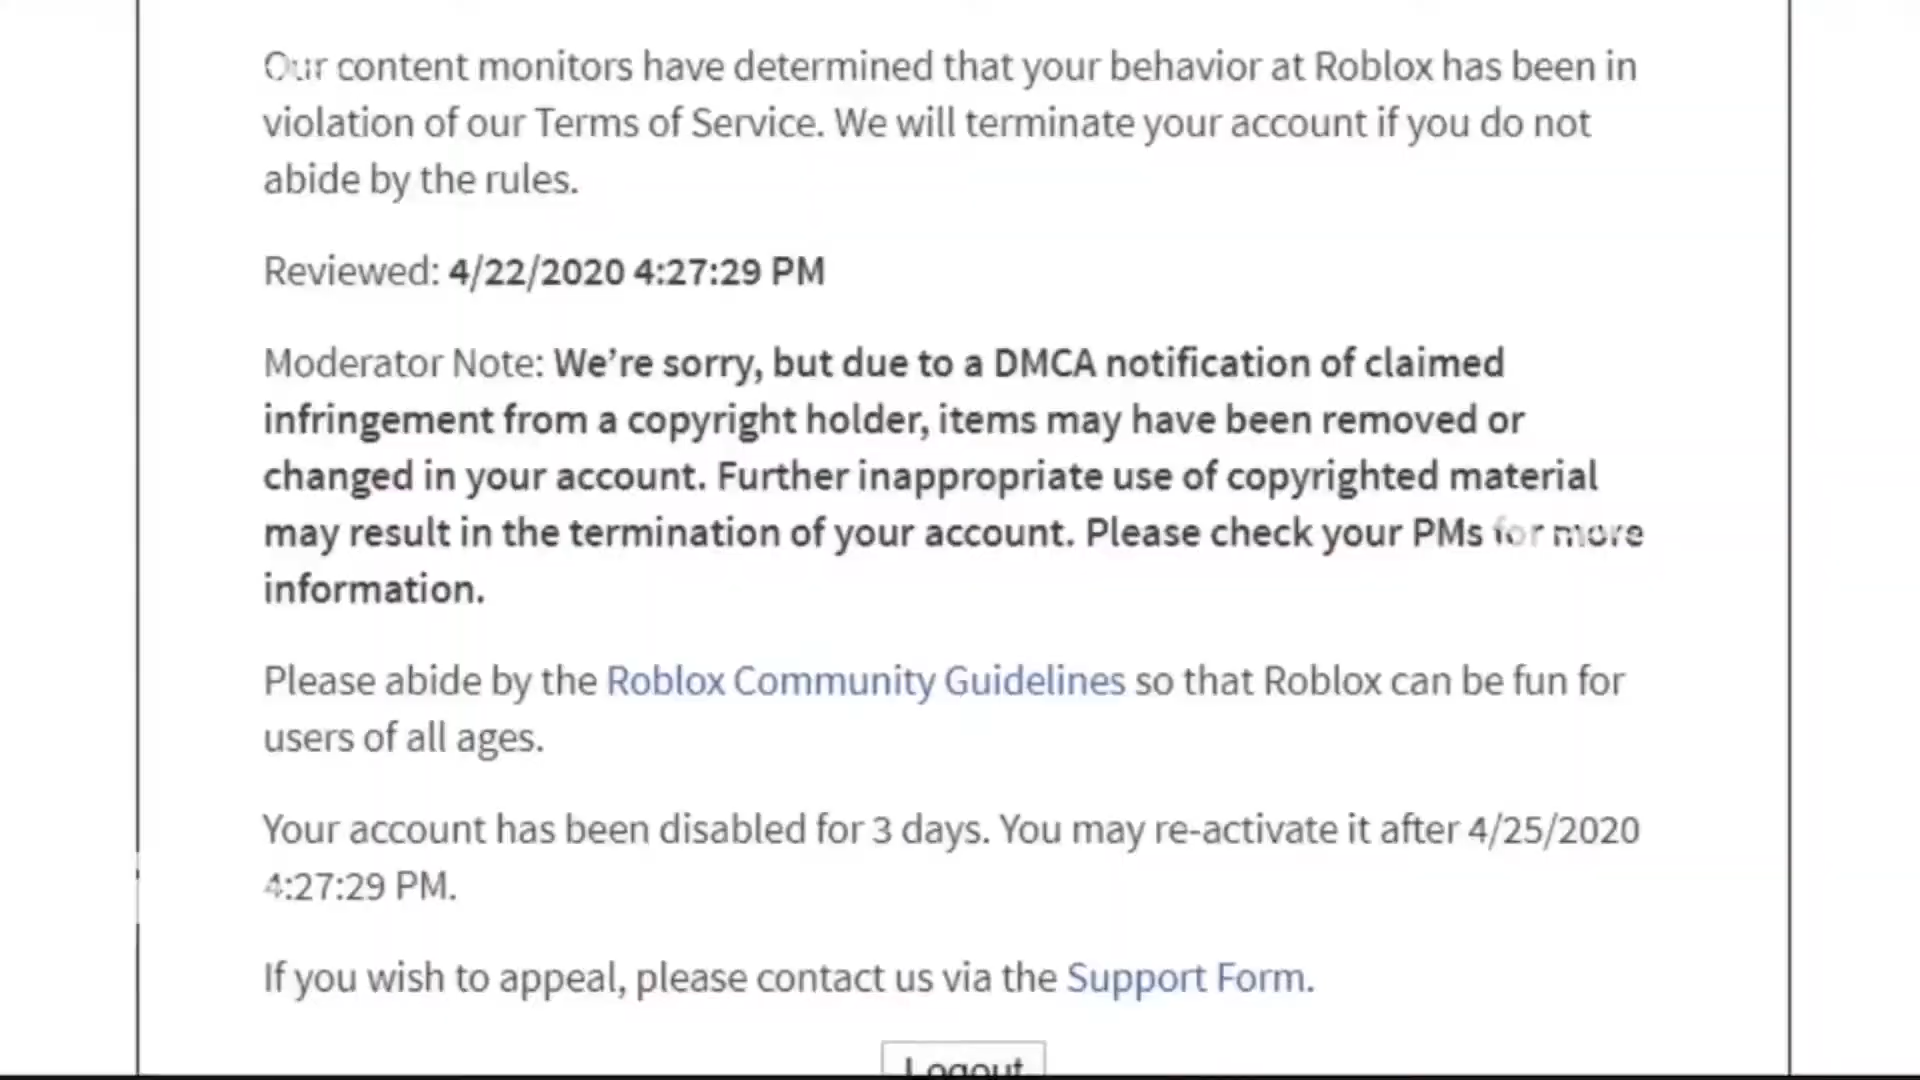 Our content monitors have determined that your behavior at Roblox has been in
violation of our Terms of Service. We will terminate your account if you do not
abide by the rules.
Reviewed: 4/22/2020 4:27:29 PM
Moderator Note: We’re sorry, but due to a DMCA notification of claimed
infringement from a copyright holder, items may have been removed or
changed in your account. Further inappropriate use of copyrighted material
may result in the termination of your account. Please check your PMs for more
information.
Please abide by the Roblox Community Guidelines so that Roblox can be fun for
users of all ages.
Your account has been disabled for 3 days. You may re-activate it after 4/25/2020
4:27:29 PM.
If you wish to appeal, please contact us via the Support Form.
Logout